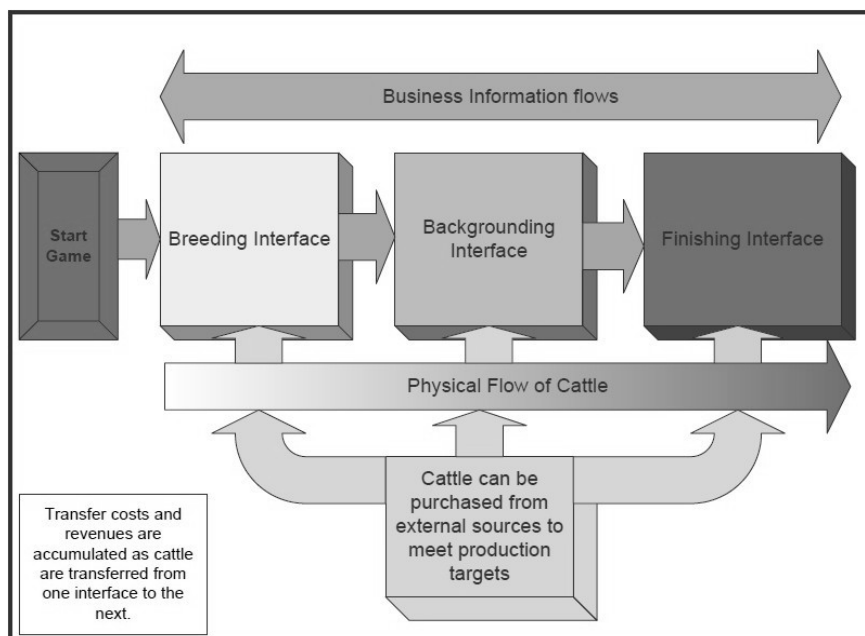 Business Information flows
Start
Game
Breeding Interface
Backgrounding
Interface
Finishing Interface
Physical Flow of Cattle
Cattle can be
purchased from
external sources to
meet production
targets
Transfer costs and
revenues are
accumulated as cattle
are transferred from
one interface to the
next.